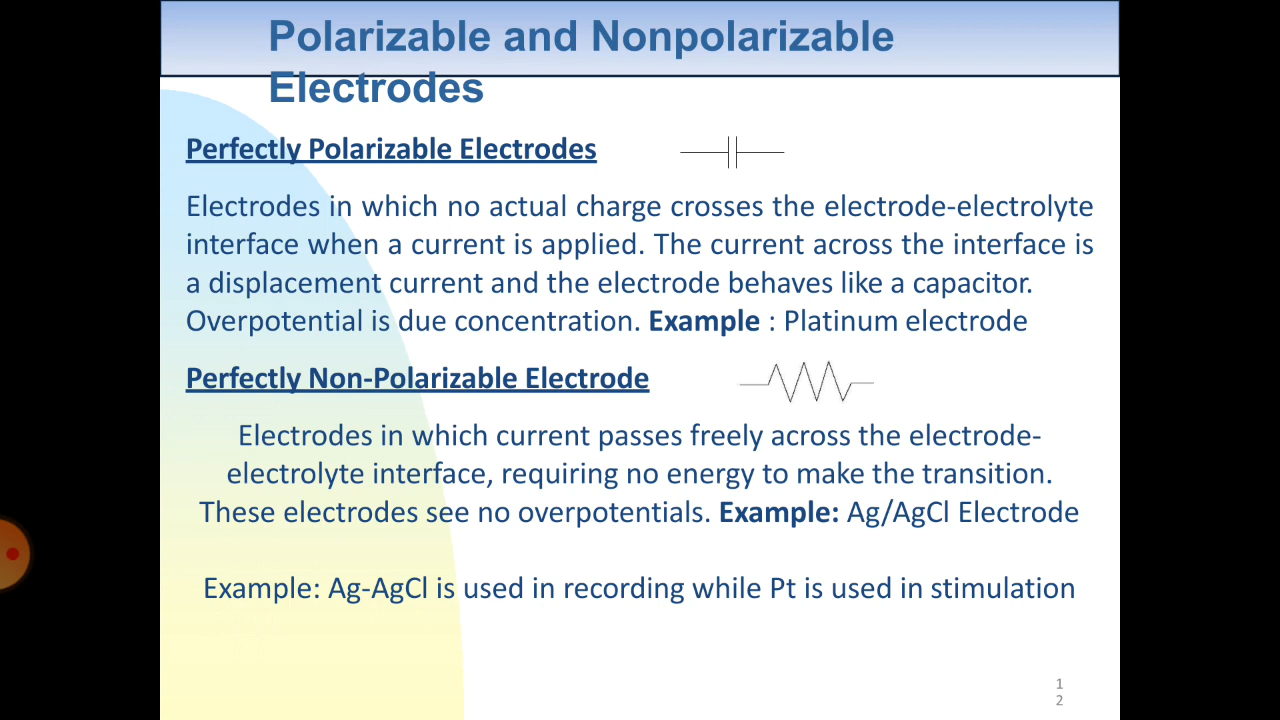 Polarizable and Nonpolarizable
Electrodes
Perfectly Polarizable Electrodes
Electrodes in which no actual charge crosses the electrode-electrolyte
interface when a current is applied. The current across the interface is
a displacement current and the electrode behaves like a capacitor.
Overpotential is due concentration. Example : Platinum electrode
Perfectly Non-Polarizable Electrode
Electrodes in which current passes freely across the electrode-
electrolyte interface, requiring no energy to make the transition.
These electrodes see no overpotentials. Example: Ag/AgCl Electrode
Example: Ag-AgCl is used in recording while Pt is used in stimulation
1
2